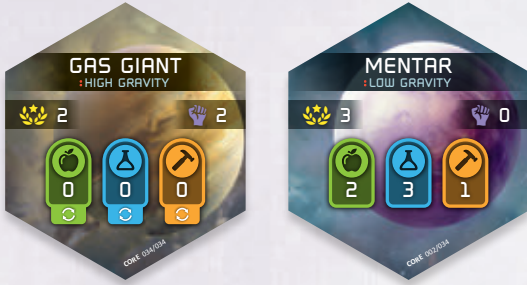 GAS GIANT
:HIGH GRAVITY
2 2
0 0 0
CORE 034/034
MENTAR
:LOW GRAVITY
3 0
2 3 1
CORE 002/034